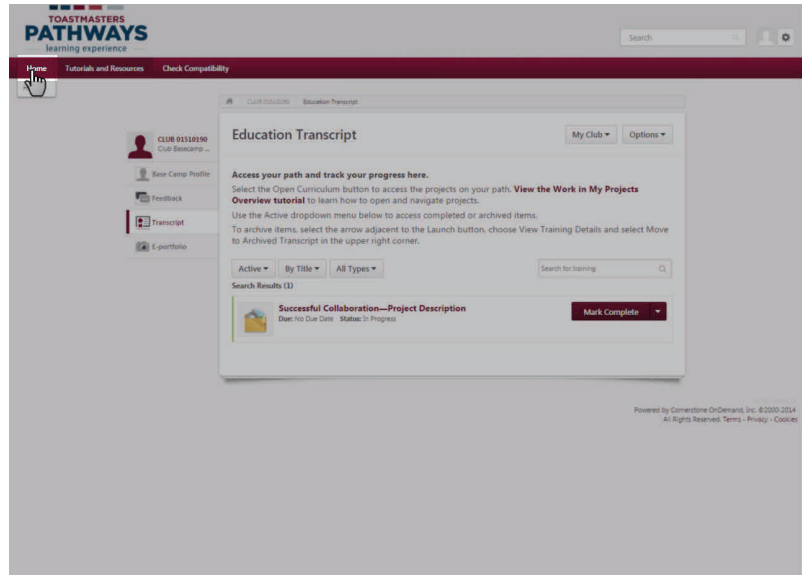 TOASTMASTERS
PATHWAYS
learning experience
Search
Home Tutorials and Resources Check Compatibility
CLUB 01510190 Education Transcript
CLUB 01510190
Club Basecamp ...
Base Camp Profile
Feedback
Transcript
E-portfolio
Education Transcript
My Club Options
Access your path and track your progress here.
Select the Open Curriculum button to access the projects on your path. View the Work in My Projects
Overview tutorial to learn how to open and navigate projects.
Use the Active dropdown menu below to access completed or archived items.
To archive items, select the arrow adjacent to the Launch button, choose View Training Details and select Move
to Archived Transcript in the upper right corner.
Active By Title All Types Search for training
Search Results (1)
Successful Collaboration—Project Description
Due: No Due Date Status: In Progress
Mark Complete
Powered by Cornerstone OnDemand, Inc. ©2000-2014
All Rights Reserved. Terms - Privacy - Cookies